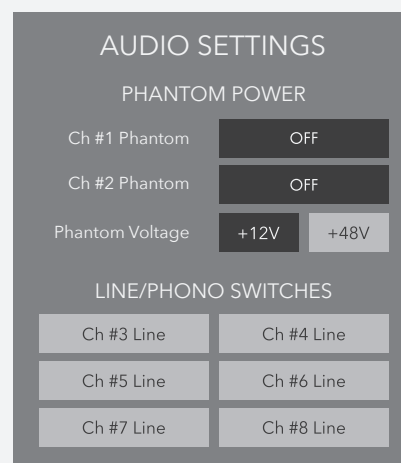 AUDIO SETTINGS
PHANTOM POWER
Ch #1 Phantom OFF
Ch #2 Phantom OFF
Phantom Voltage +12V +48V
LINE/PHONO SWITCHES
Ch #3 Line Ch #4 Line
Ch #5 Line Ch #6 Line
Ch #7 Line Ch #8 Line